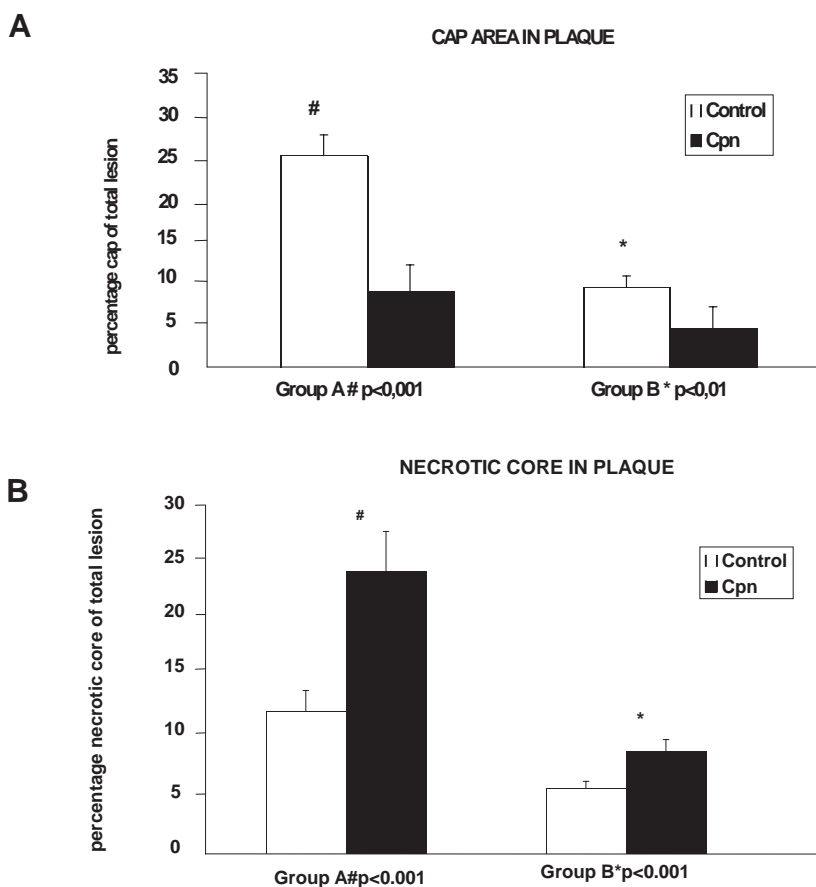 A
CAP AREA IN PLAQUE
percentage cap of total lesion
35
30
25
20
15
10
5
0
#
*
Control
Cpn
Group A # p<0,001
Group B * p<0,01
B
NECROTIC CORE IN PLAQUE
percentage necrotic core of total lesion
30
25
20
15
10
5
0
#
*
Control
Cpn
Group A#p<0.001
Group B*p<0.001